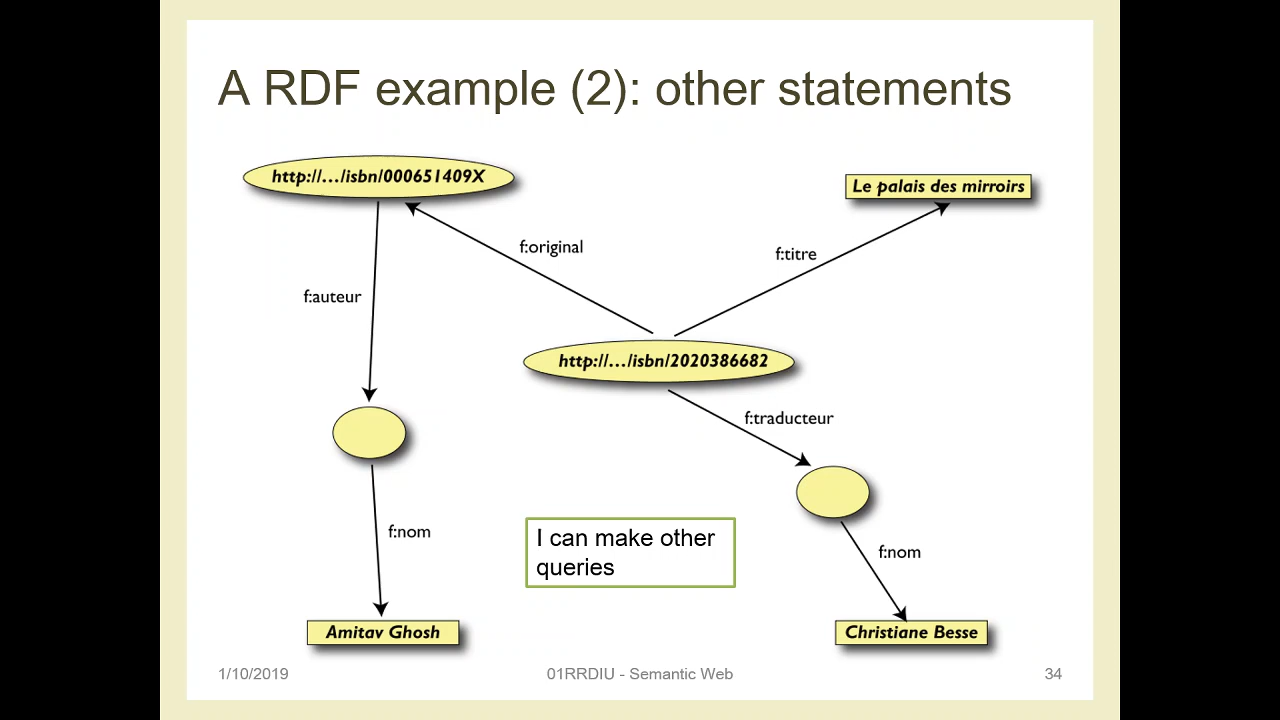 A RDF example (2): other statements
http://…/isbn/000651409X
Le palais des mirroirs
f:original
f:titre
f:auteur
http://…/isbn/2020386682
f:traducteur
f:nom
I can make other
queries
f:nom
Amitav Ghosh
Christiane Besse
1/10/2019
01RRDIU - Semantic Web
34